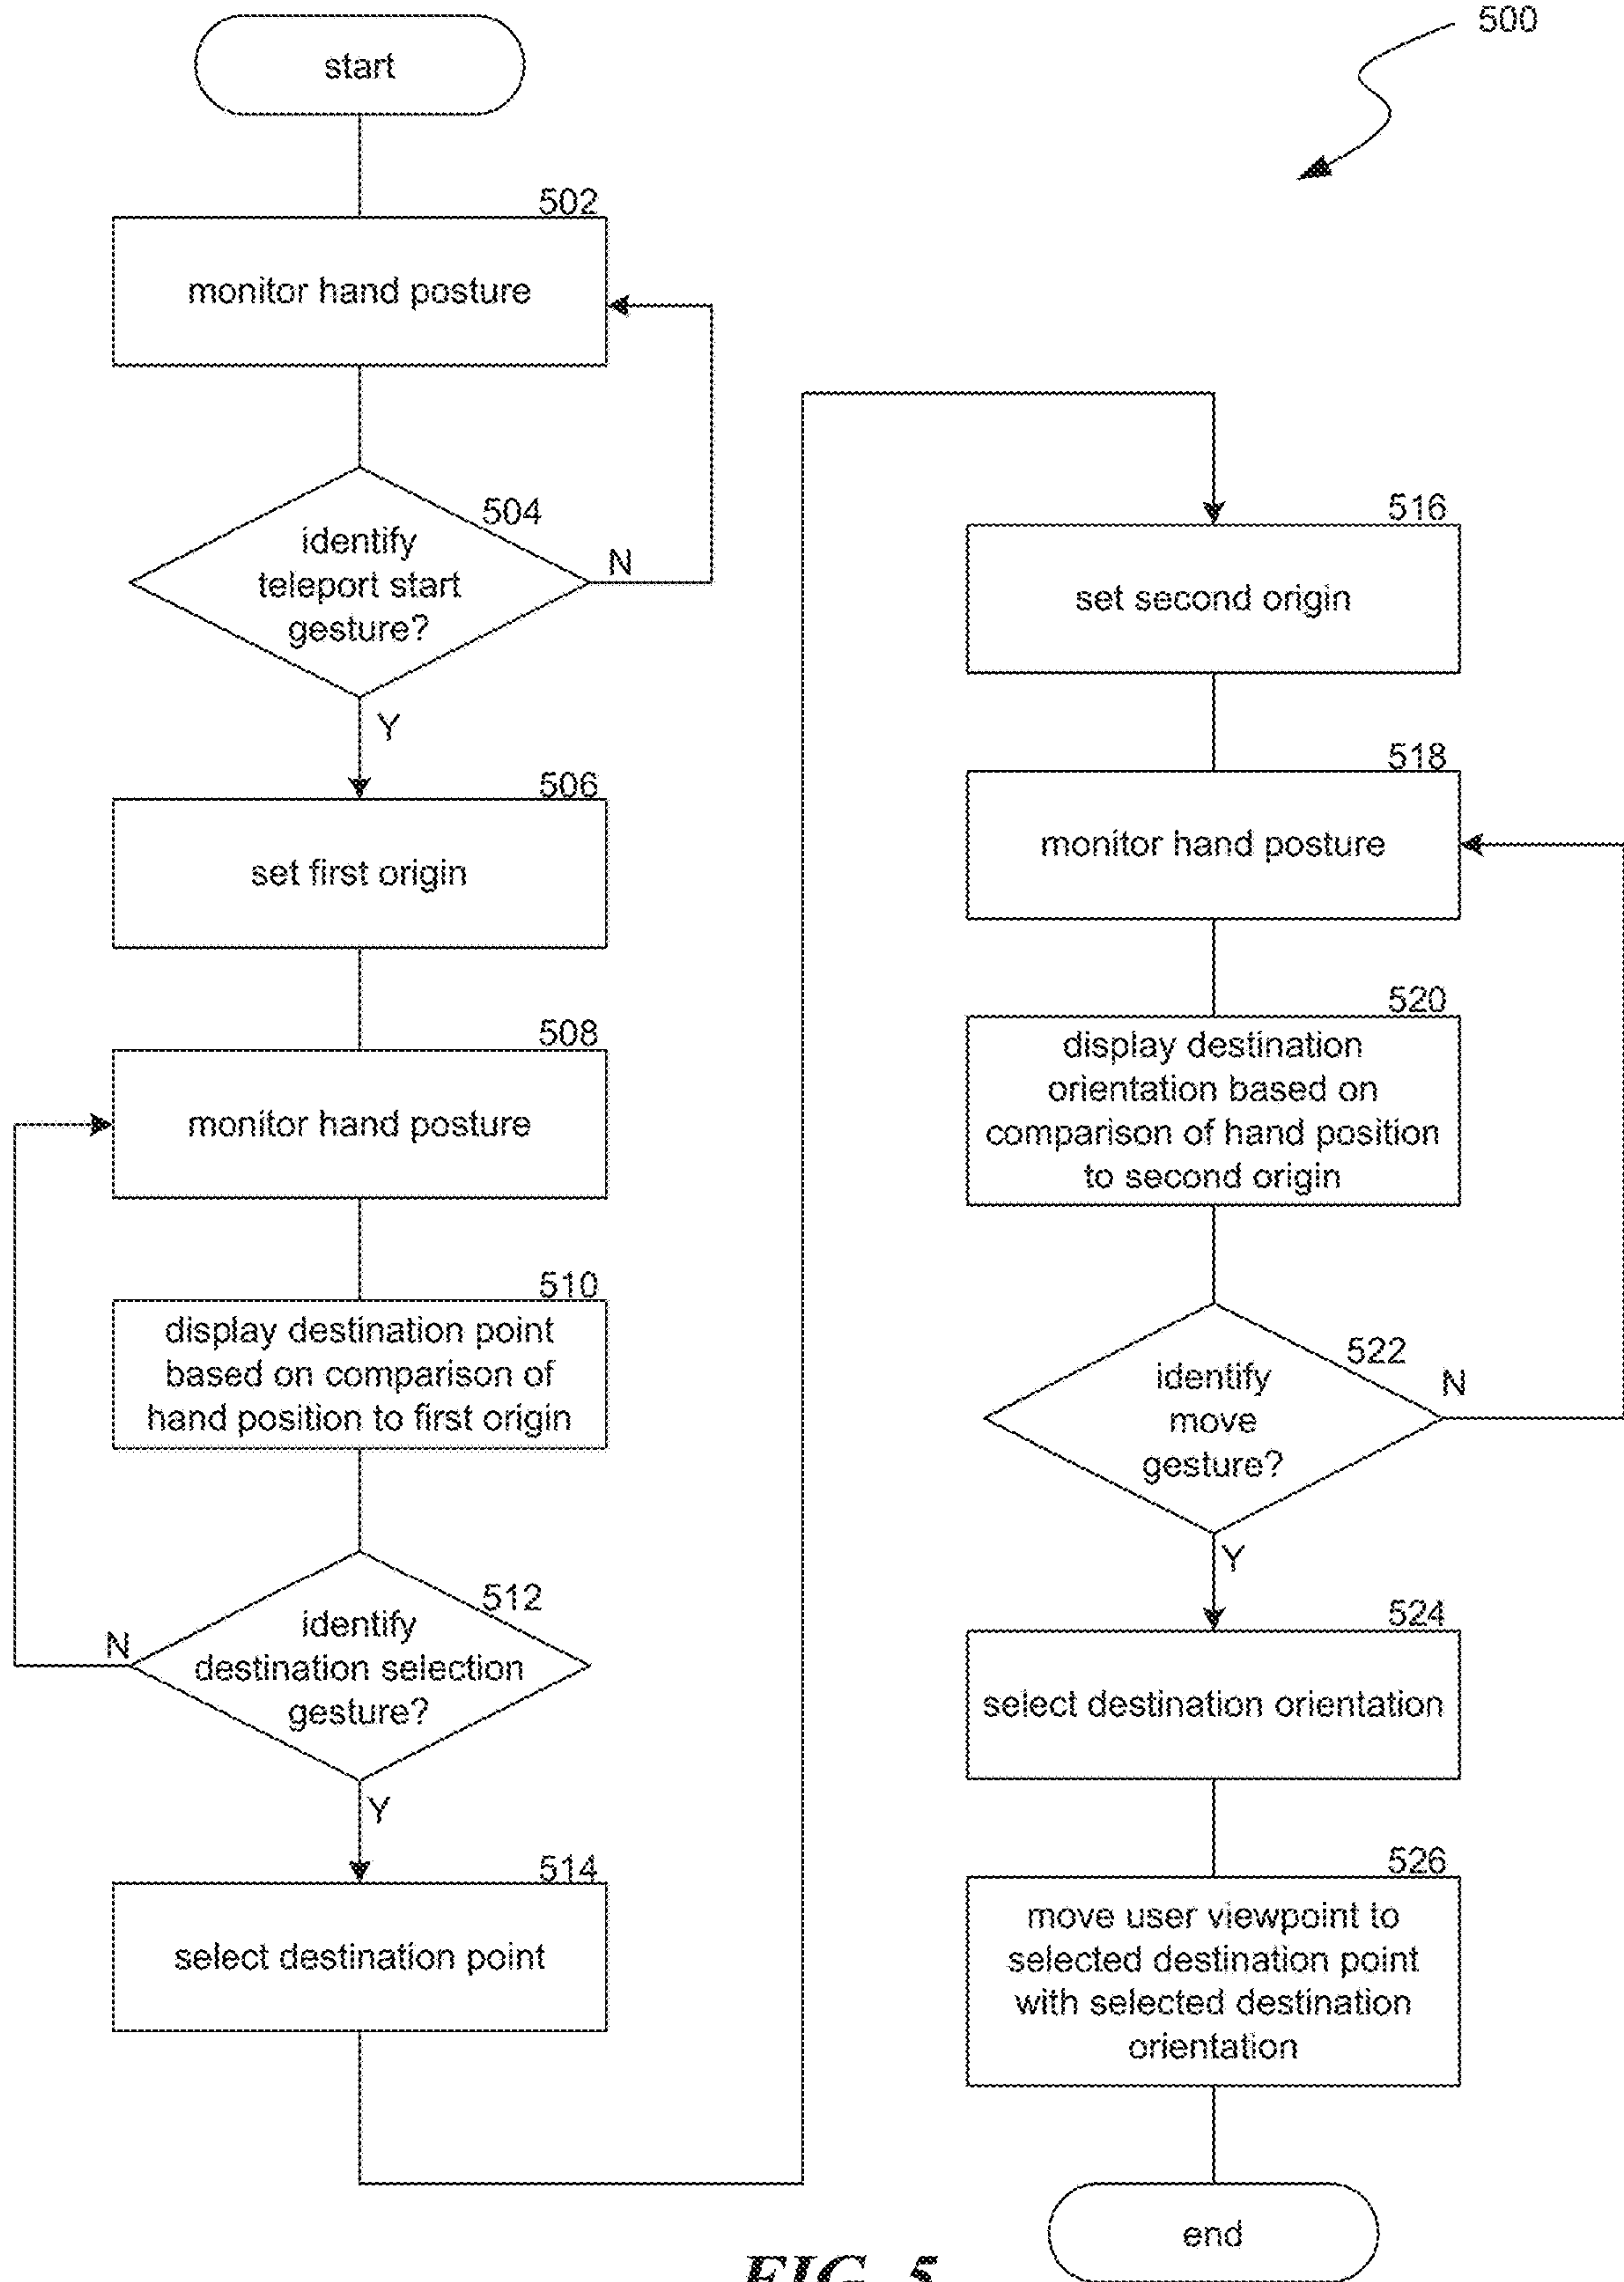 500
start
502
monitor hand posture
504
identify
teleport start
gesture?
N
Y
506
set first origin
508
monitor hand posture
510
display destination point
based on comparison of
hand position to first origin
512
identify
destination selection
gesture?
N
Y
514
select destination point
516
set second origin
518
monitor hand posture
520
display destination
orientation based on
comparison of hand position
to second origin
522
identify
move
gesture?
N
Y
524
select destination orientation
526
move user viewpoint to
selected destination point
with selected destination
orientation
end
FIG. 5